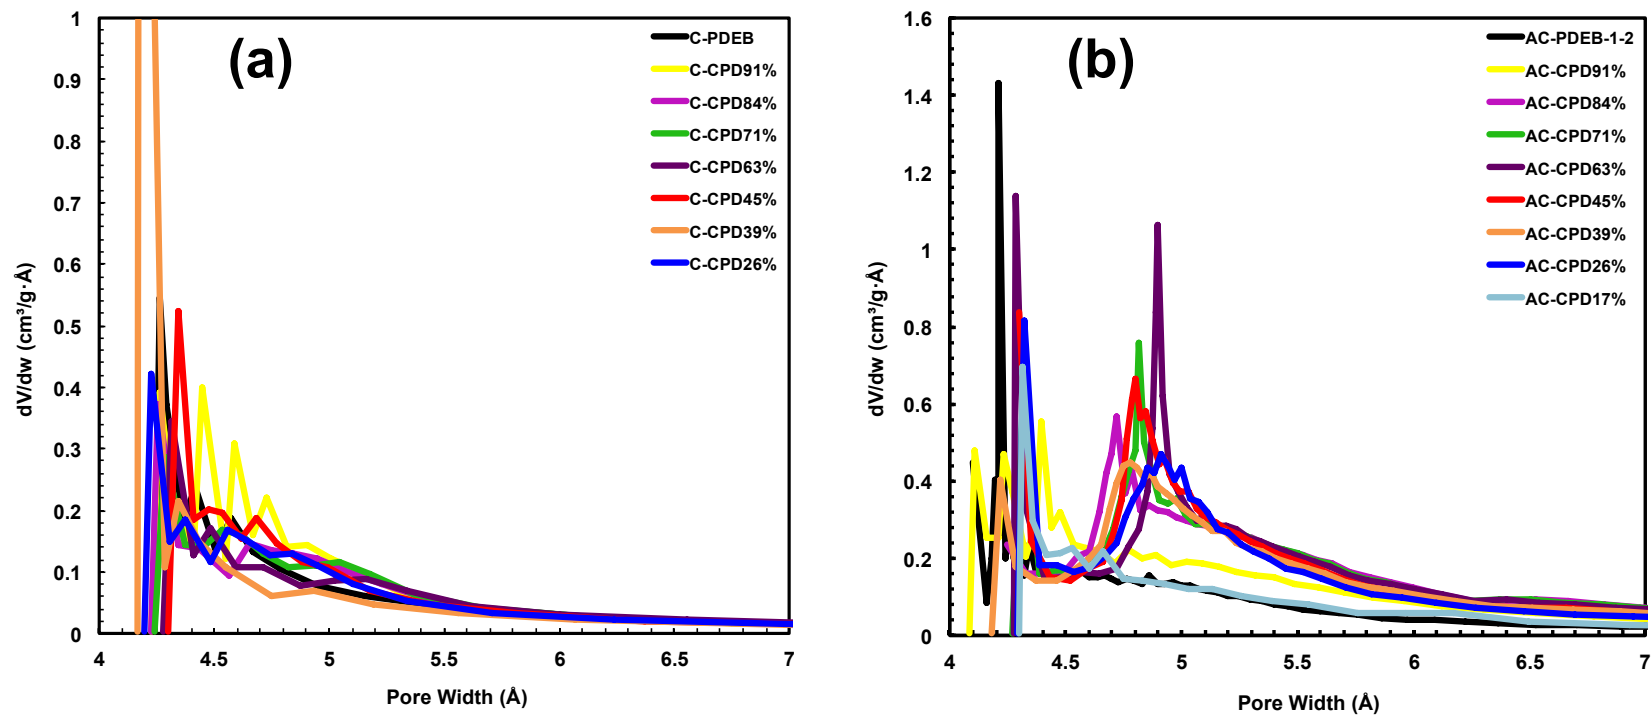 (a)
C-PDEB
C-CPD91%
C-CPD84%
C-CPD71%
C-CPD63%
C-CPD45%
C-CPD39%
C-CPD26%
1
0.9
0.8
0.7
0.6
0.5
0.4
0.3
0.2
0.1
0
dV/dw (cm³/g·Å)
4 4.5 5 5.5 6 6.5 7
Pore Width (Å)
(b)
AC-PDEB-1-2
AC-CPD91%
AC-CPD84%
AC-CPD71%
AC-CPD63%
AC-CPD45%
AC-CPD39%
AC-CPD26%
AC-CPD17%
1.6
1.4
1.2
1
0.8
0.6
0.4
0.2
0
dV/dw (cm³/g·Å)
4 4.5 5 5.5 6 6.5 7
Pore Width (Å)